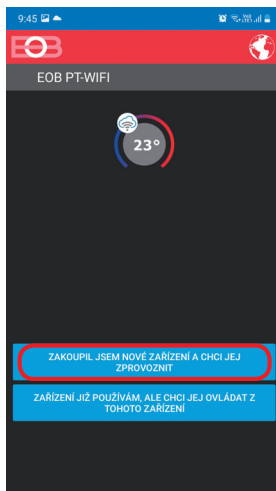 9:45
EOB
EOB PT-WIFI
23°
ZAKOUPIL JSEM NOVÉ ZAŘÍZENÍ A CHCI JEJ
ZPROVOZNIT
ZAŘÍZENÍ JIŽ POUŽÍVÁM, ALE CHCI JEJ OVLÁDAT Z
TOHOTO ZAŘÍZENÍ